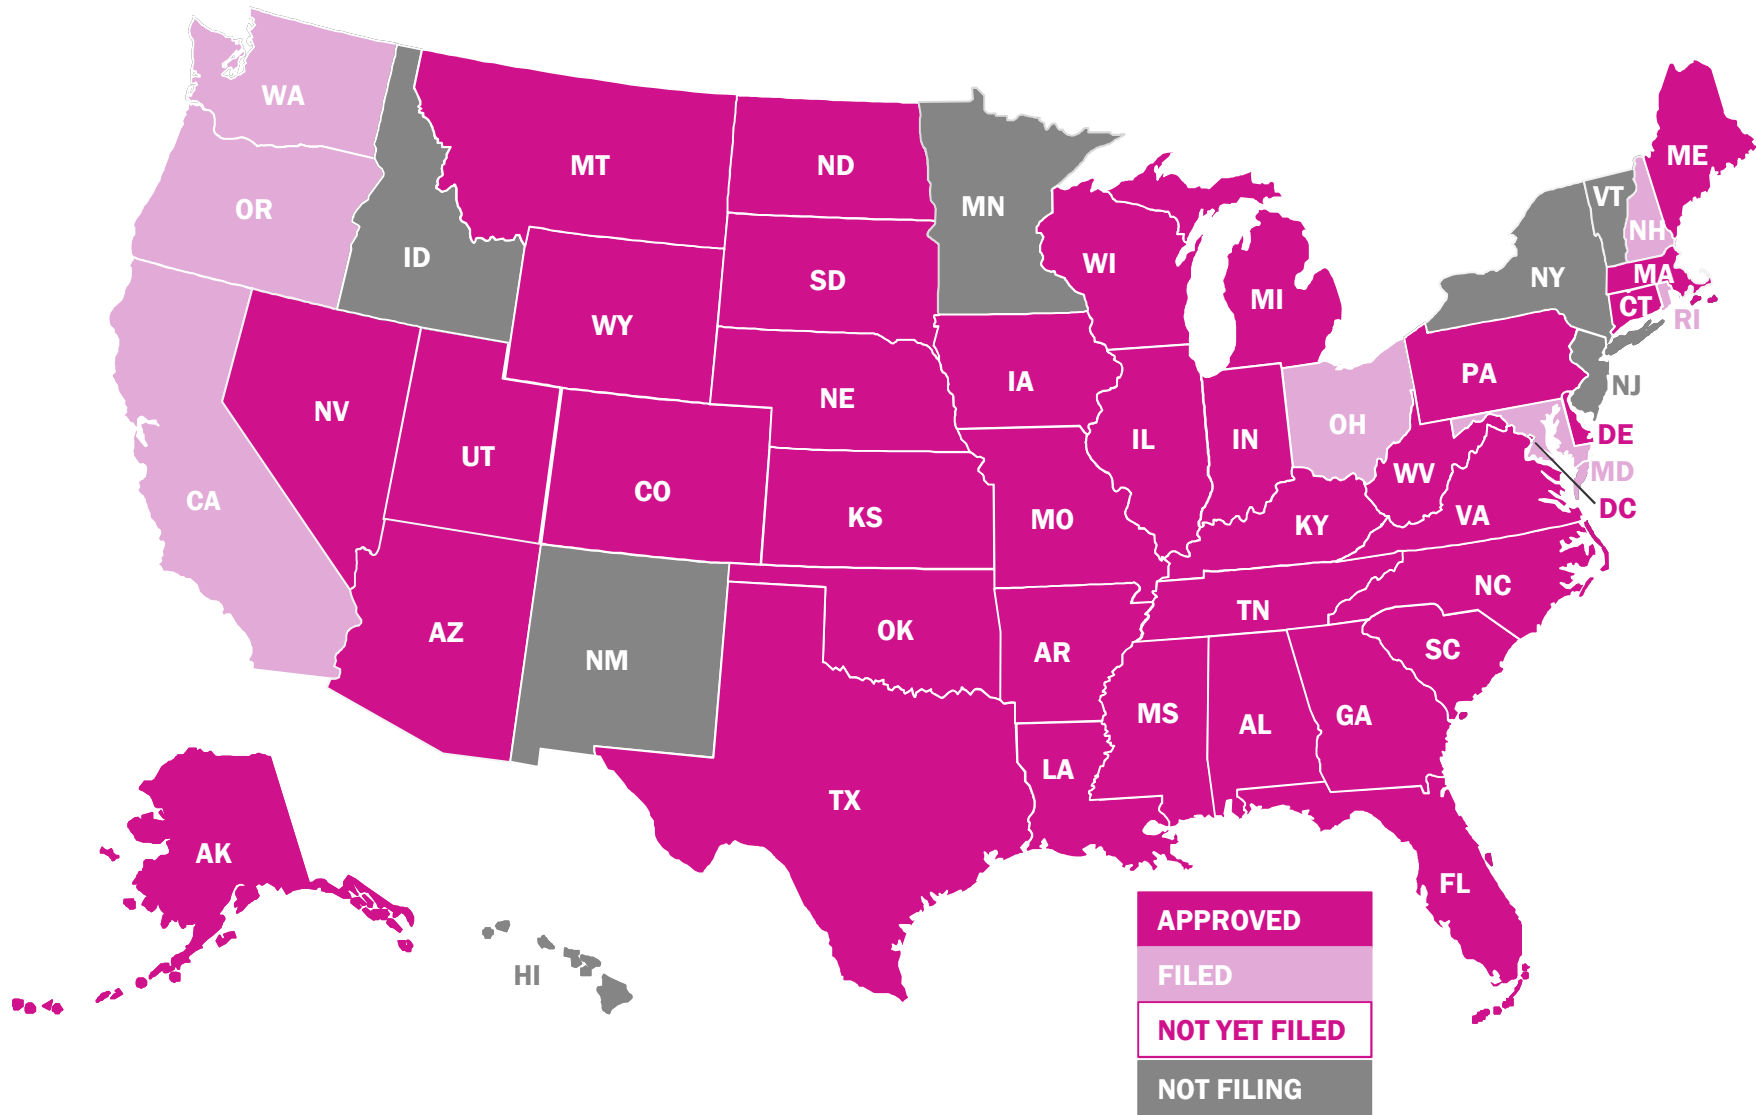 WA
MT
ND
ME
OR
MN
VT
NH
ID
WI
SD
NY
MA
MI
CT
RI
WY
IA
PA
NJ
NE
NV
OH
IL
IN
DE
UT
WV
MD
CO
CA
KS
MO
VA
DC
KY
NC
TN
AZ
OK
AR
SC
NM
MS
AL
GA
LA
TX
AK
FL
HI
APPROVED
FILED
NOT YET FILED
NOT FILING